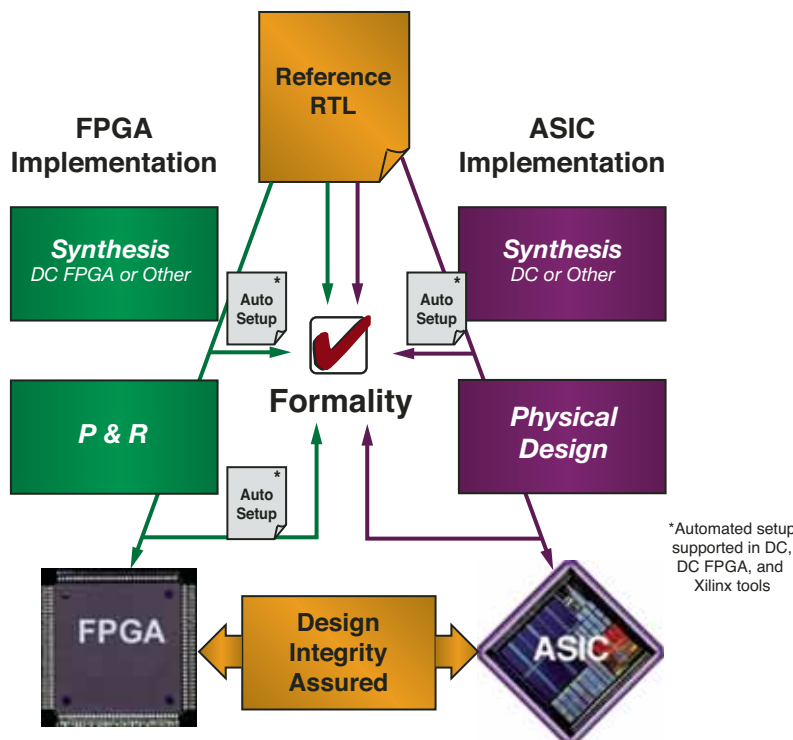 Reference
RTL
FPGA
Implementation
ASIC
Implementation
Synthesis
DC FPGA or Other
Synthesis
DC or Other
*
Auto
Setup
*
Auto
Setup
Formality
P & R
Physical
Design
*
Auto
Setup
*Automated setup
supported in DC,
DC FPGA, and
Xilinx tools
FPGA
Design
Integrity
Assured
ASIC